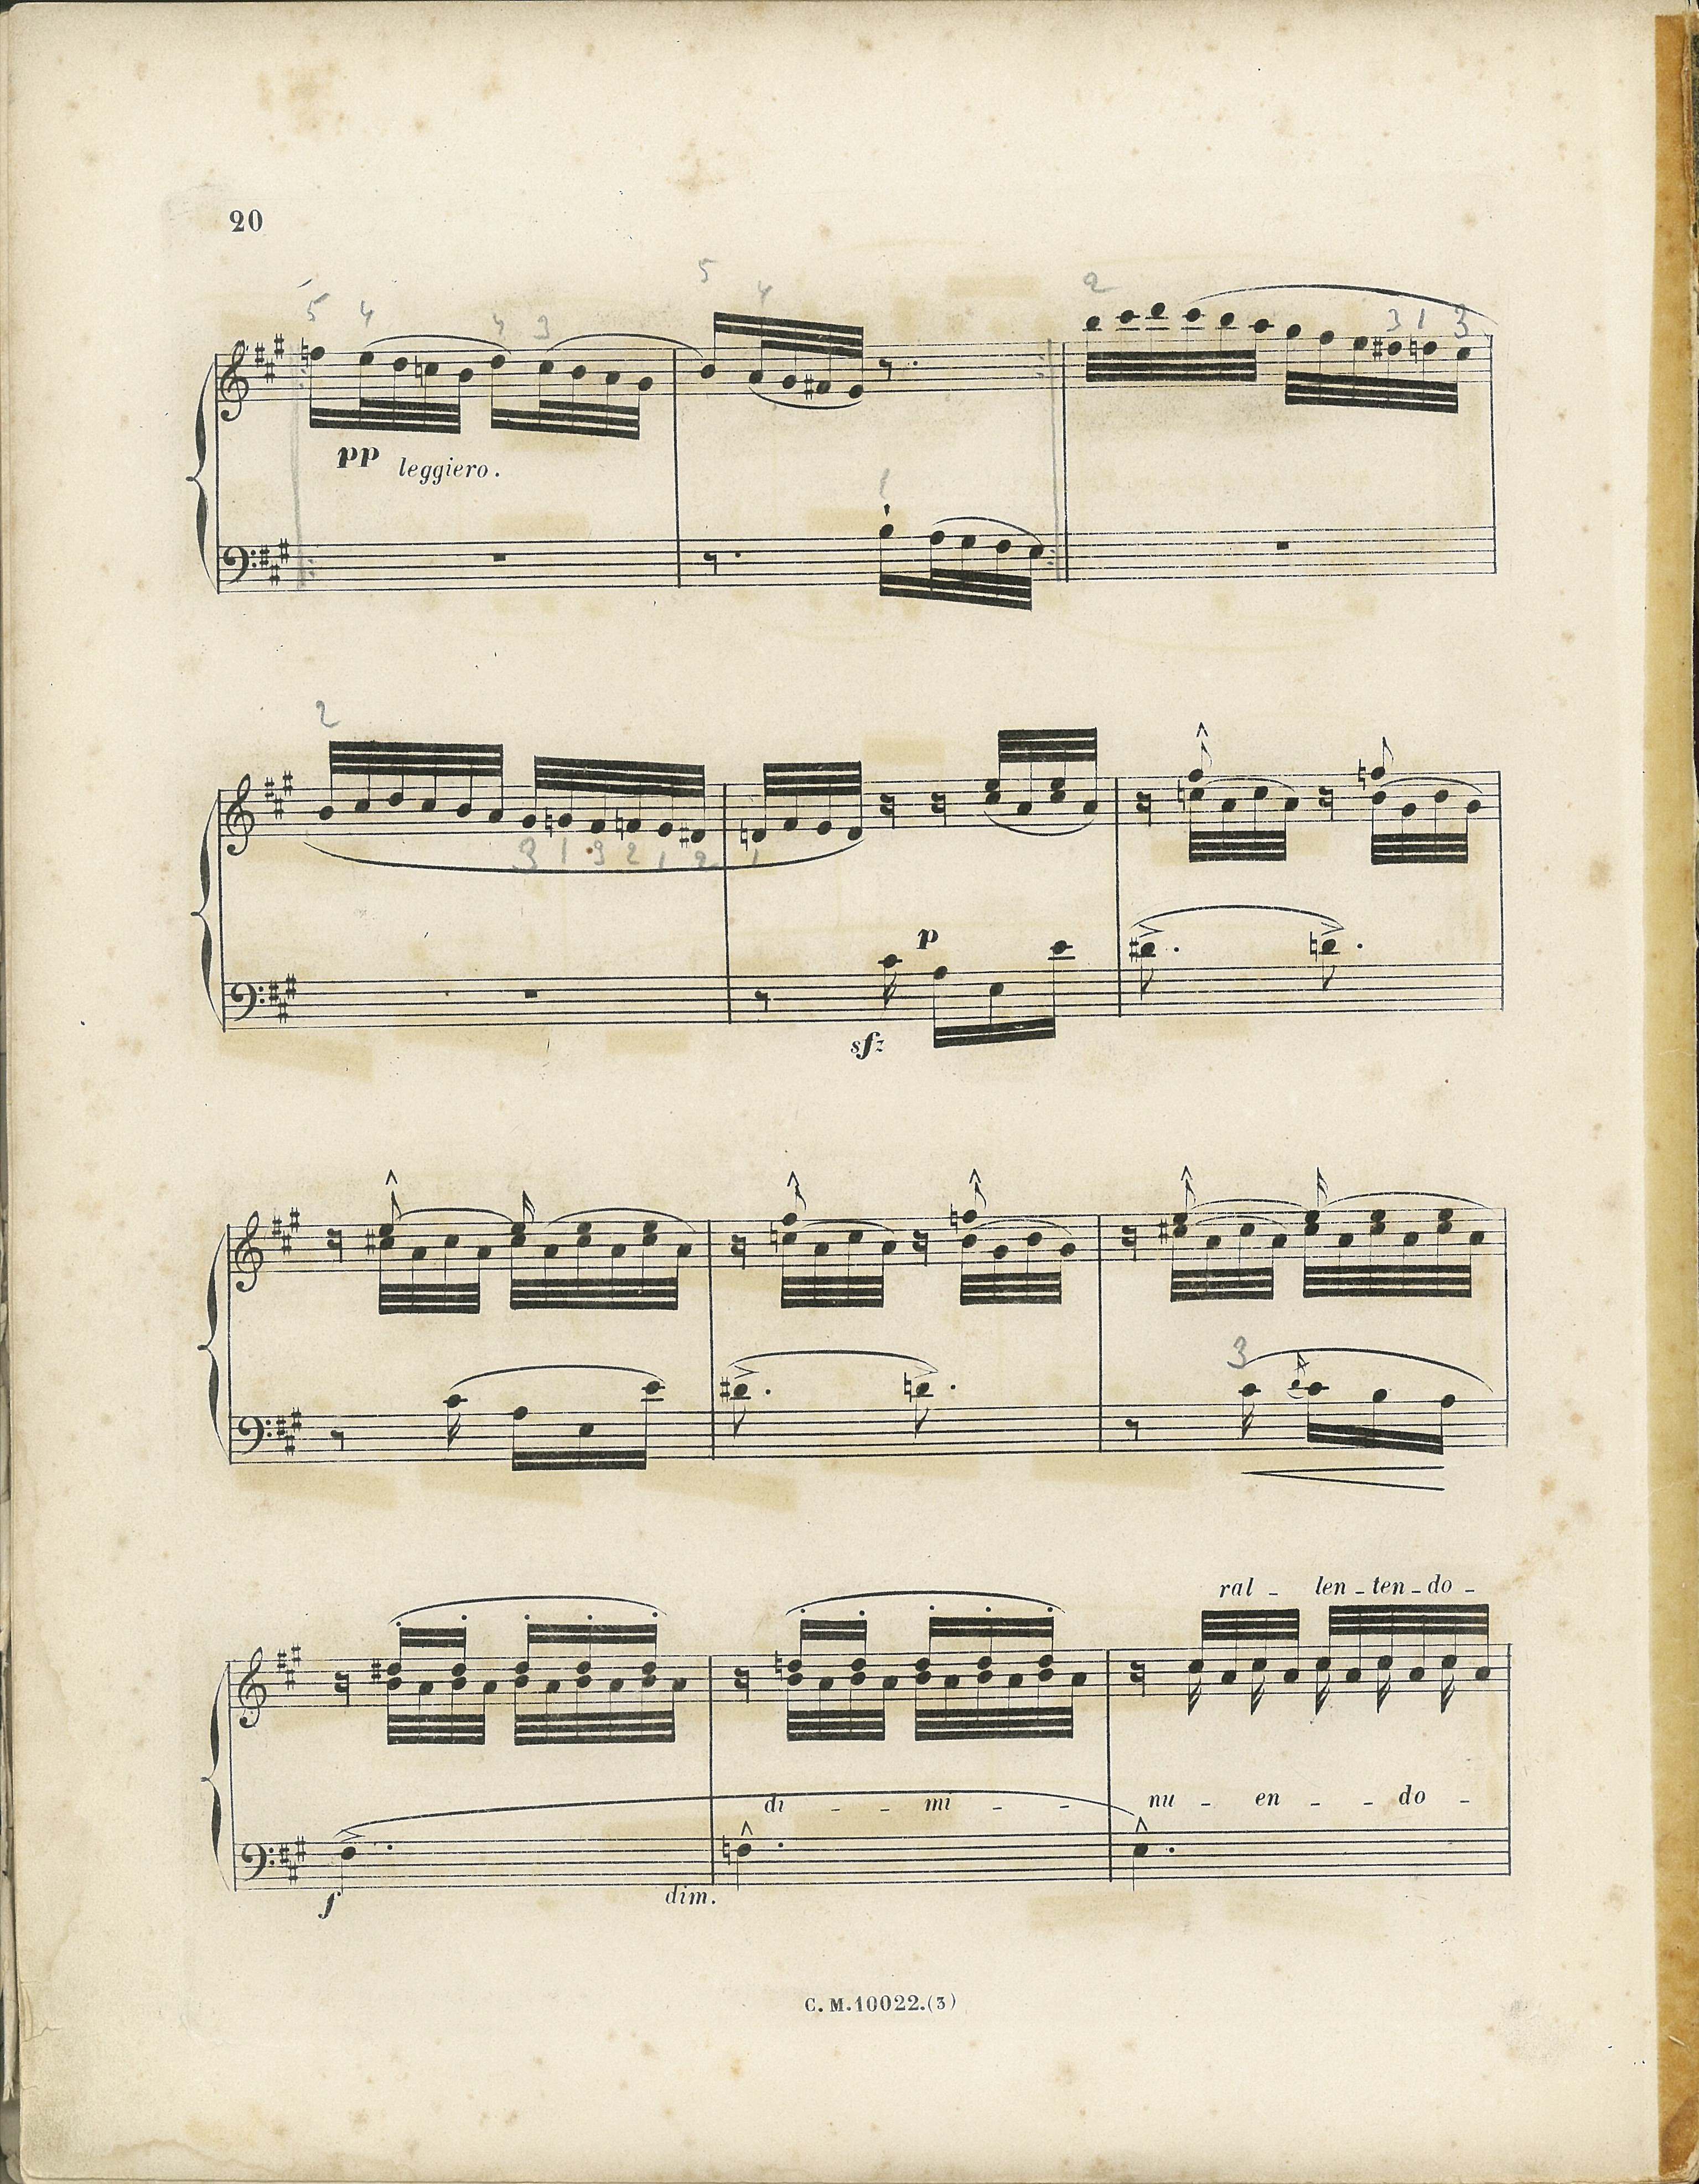 20
5 4 4 3 5 4 2 3 1 3
pp leggiero.
1
2
3 1 3 2 1 2 1
p
sfz
3
ral - len - ten - do -
di - - mi - - nu - en - - do -
f dim.
C. M. 10022.(3)